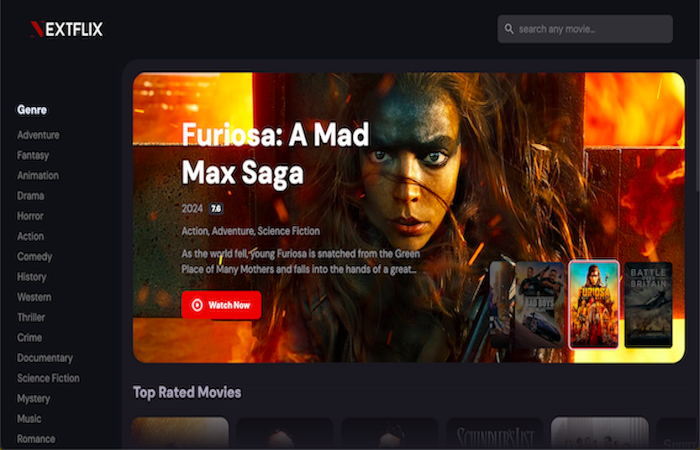 NEXTFLIX
search any movie...
Genre
Adventure
Fantasy
Animation
Drama
Horror
Action
Comedy
History
Western
Thriller
Crime
Documentary
Science Fiction
Mystery
Music
Romance
Furiosa: A Mad
Max Saga
2024 7.6
Action, Adventure, Science Fiction
As the world fell, young Furiosa is snatched from the Green
Place of Many Mothers and falls into the hands of a great...
Watch Now
BAD BOYS
FURIOSA
BATTLE
OVER
BRITAIN
Top Rated Movies
SCHINDLER'S LIST